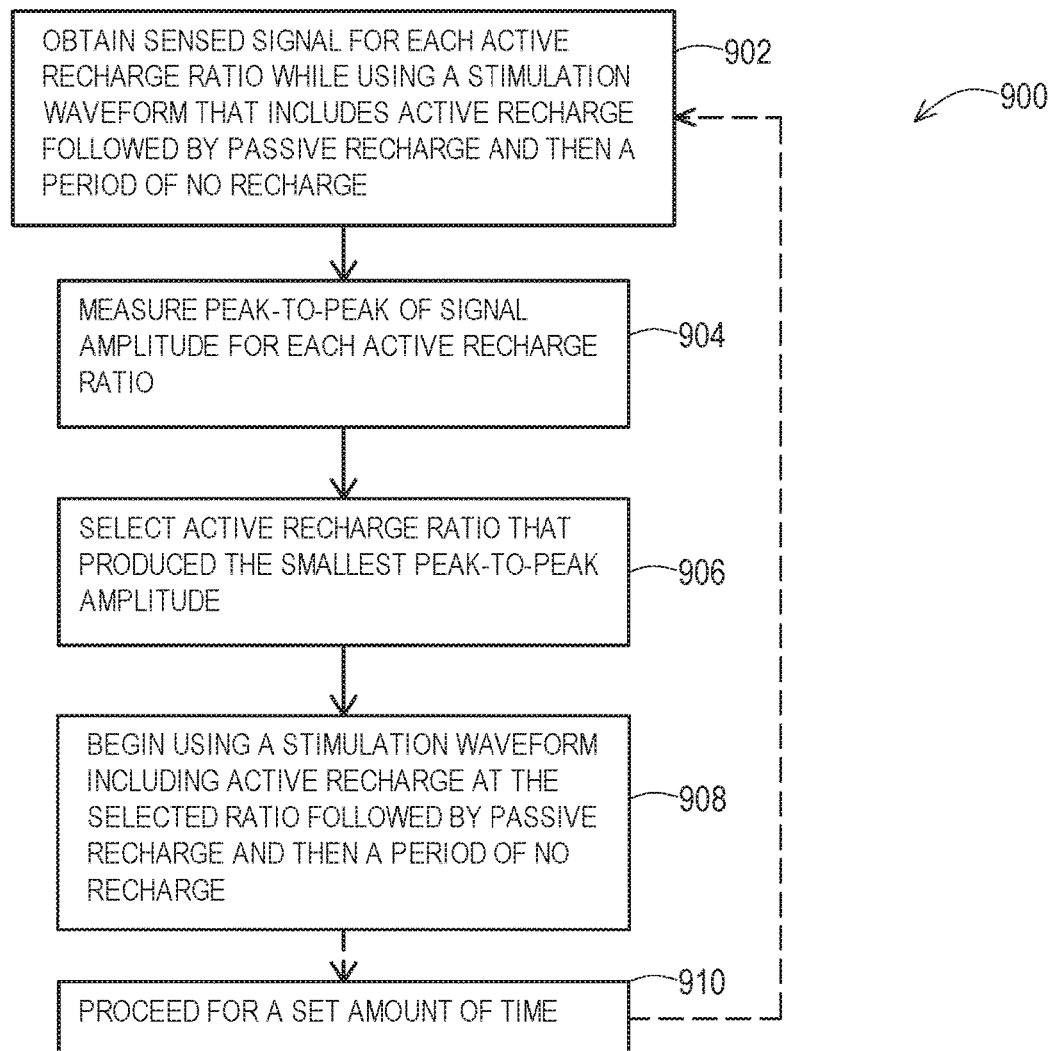 OBTAIN SENSED SIGNAL FOR EACH ACTIVE
RECHARGE RATIO WHILE USING A STIMULATION
WAVEFORM THAT INCLUDES ACTIVE RECHARGE
FOLLOWED BY PASSIVE RECHARGE AND THEN A
PERIOD OF NO RECHARGE
902
900
MEASURE PEAK-TO-PEAK OF SIGNAL
AMPLITUDE FOR EACH ACTIVE RECHARGE
RATIO
904
SELECT ACTIVE RECHARGE RATIO THAT
PRODUCED THE SMALLEST PEAK-TO-PEAK
AMPLITUDE
906
BEGIN USING A STIMULATION WAVEFORM
INCLUDING ACTIVE RECHARGE AT THE
SELECTED RATIO FOLLOWED BY PASSIVE
RECHARGE AND THEN A PERIOD OF NO
RECHARGE
908
PROCEED FOR A SET AMOUNT OF TIME
910